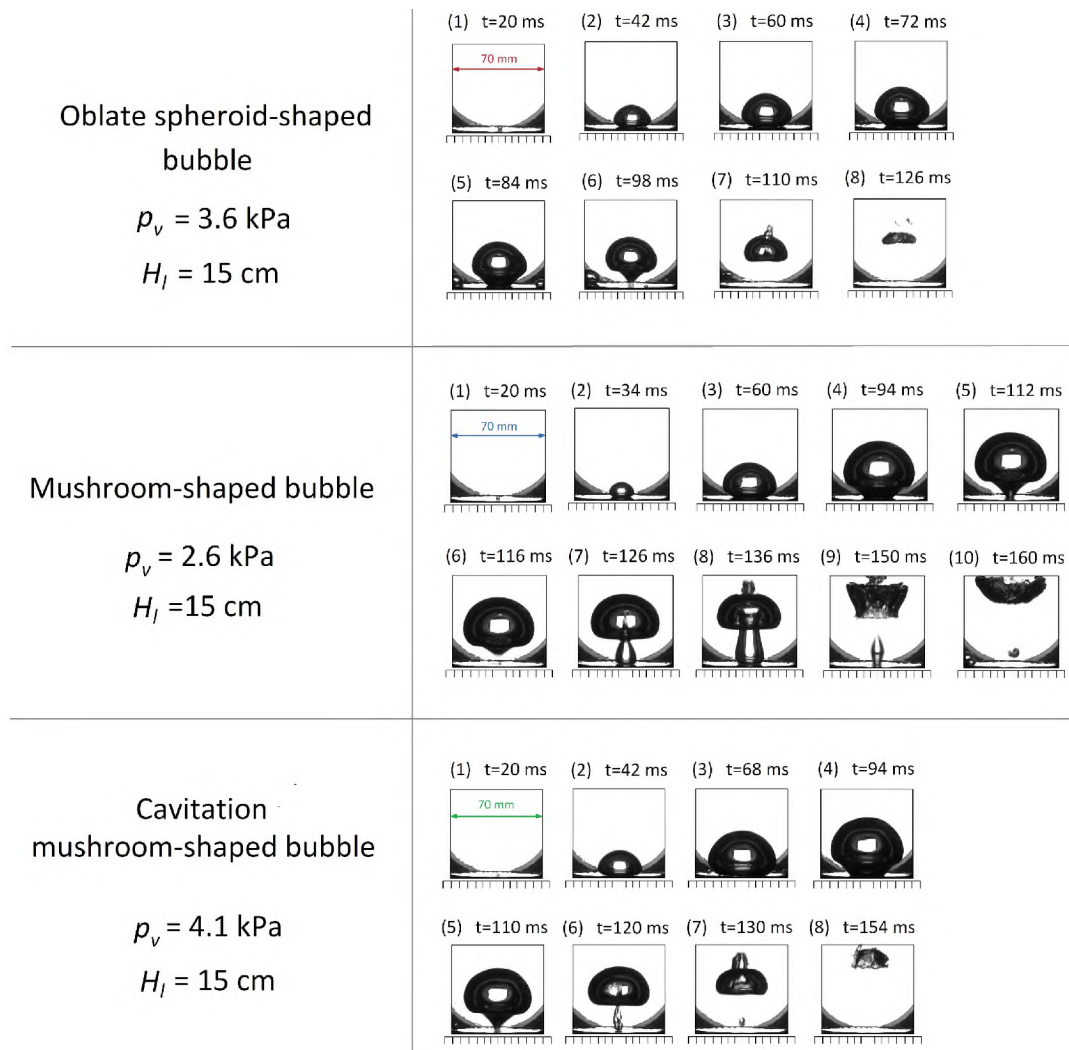 (1) t=20 ms (2) t=42 ms (3) t=60 ms (4) t=72 ms
70 mm
Oblate spheroid-shaped
bubble
p_v = 3.6 kPa
H_l = 15 cm
(5) t=84 ms (6) t=98 ms (7) t=110 ms (8) t=126 ms
(1) t=20 ms (2) t=34 ms (3) t=60 ms (4) t=94 ms (5) t=112 ms
70 mm
Mushroom-shaped bubble
p_v = 2.6 kPa
H_l =15 cm
(6) t=116 ms (7) t=126 ms (8) t=136 ms (9) t=150 ms (10) t=160 ms
(1) t=20 ms (2) t=42 ms (3) t=68 ms (4) t=94 ms
70 mm
Cavitation
mushroom-shaped bubble
p_v = 4.1 kPa
H_l = 15 cm
(5) t=110 ms (6) t=120 ms (7) t=130 ms (8) t=154 ms